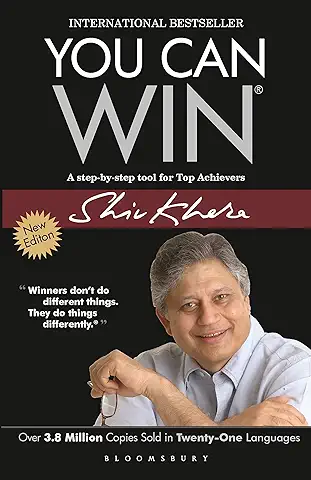 INTERNATIONAL BESTSELLER
YOU CAN
WIN®
A step-by-step tool for Top Achievers
Shiv Khera
New
Editon
“Winners don’t do
different things.
They do things
differently.®”
Over 3.8 Million Copies Sold in Twenty-One Languages
BLOOMSBURY